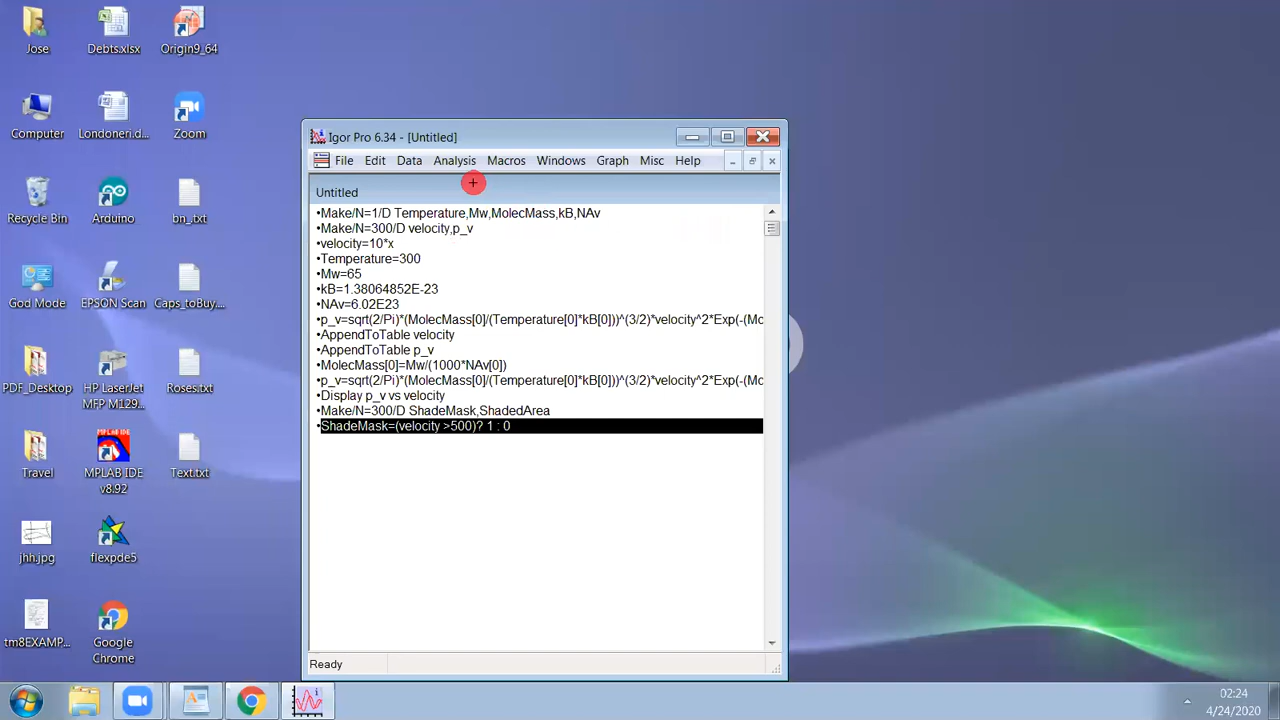 Jose
Debts.xlsx
Origin9_64
Computer
Londoneri.d...
Zoom
Recycle Bin
Arduino
bn_.txt
God Mode
EPSON Scan
Caps_toBuy....
PDF_Desktop
HP LaserJet
MFP M129...
Roses.txt
Travel
MPLAB IDE
v8.92
Text.txt
jhh.jpg
flexpde5
tm8EXAMP...
Google
Chrome
Igor Pro 6.34 - [Untitled]
File Edit Data Analysis Macros Windows Graph Misc Help
Untitled
•Make/N=1/D Temperature,Mw,MolecMass,kB,NAv
•Make/N=300/D velocity,p_v
•velocity=10*x
•Temperature=300
•Mw=65
•kB=1.38064852E-23
•NAv=6.02E23
•p_v=sqrt(2/Pi)*(MolecMass[0]/(Temperature[0]*kB[0]))^(3/2)*velocity^2*Exp(-(Mo
•AppendToTable velocity
•AppendToTable p_v
•MolecMass[0]=Mw/(1000*NAv[0])
•p_v=sqrt(2/Pi)*(MolecMass[0]/(Temperature[0]*kB[0]))^(3/2)*velocity^2*Exp(-(Mo
•Display p_v vs velocity
•Make/N=300/D ShadeMask,ShadedArea
•ShadeMask=(velocity >500)? 1 : 0
Ready
02:24
4/24/2020